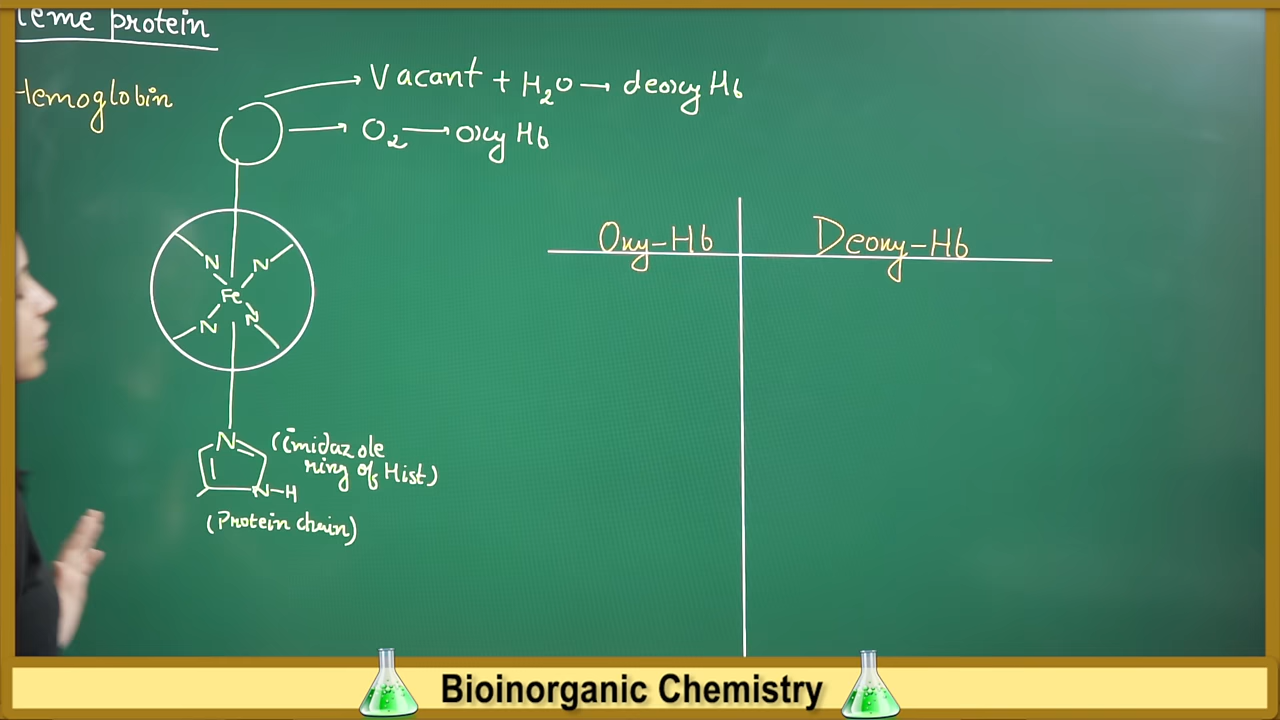 eme protein
Hemoglobin
Vacant + H₂O → deoxy Hb
O₂ → oxy Hb
Oxy-Hb
Deoxy-Hb
N N
Fe
N N
N
(imidazole
ring of Hist)
N-H
(Protein chain)
Bioinorganic Chemistry